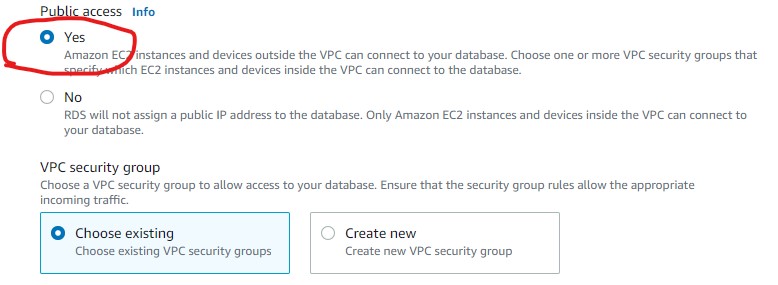 Public access Info
Yes
Amazon EC2 instances and devices outside the VPC can connect to your database. Choose one or more VPC security groups that
specify which EC2 instances and devices inside the VPC can connect to the database.
No
RDS will not assign a public IP address to the database. Only Amazon EC2 instances and devices inside the VPC can connect to
your database.
VPC security group
Choose a VPC security group to allow access to your database. Ensure that the security group rules allow the appropriate
incoming traffic.
Choose existing
Choose existing VPC security groups
Create new
Create new VPC security group